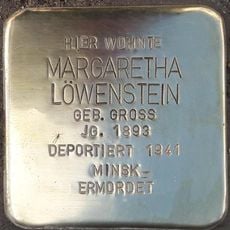 HIER WOHNTE
MARGARETHA
LÖWENSTEIN
GEB. GROSS
JG. 1893
DEPORTIERT 1941
MINSK
ERMORDET